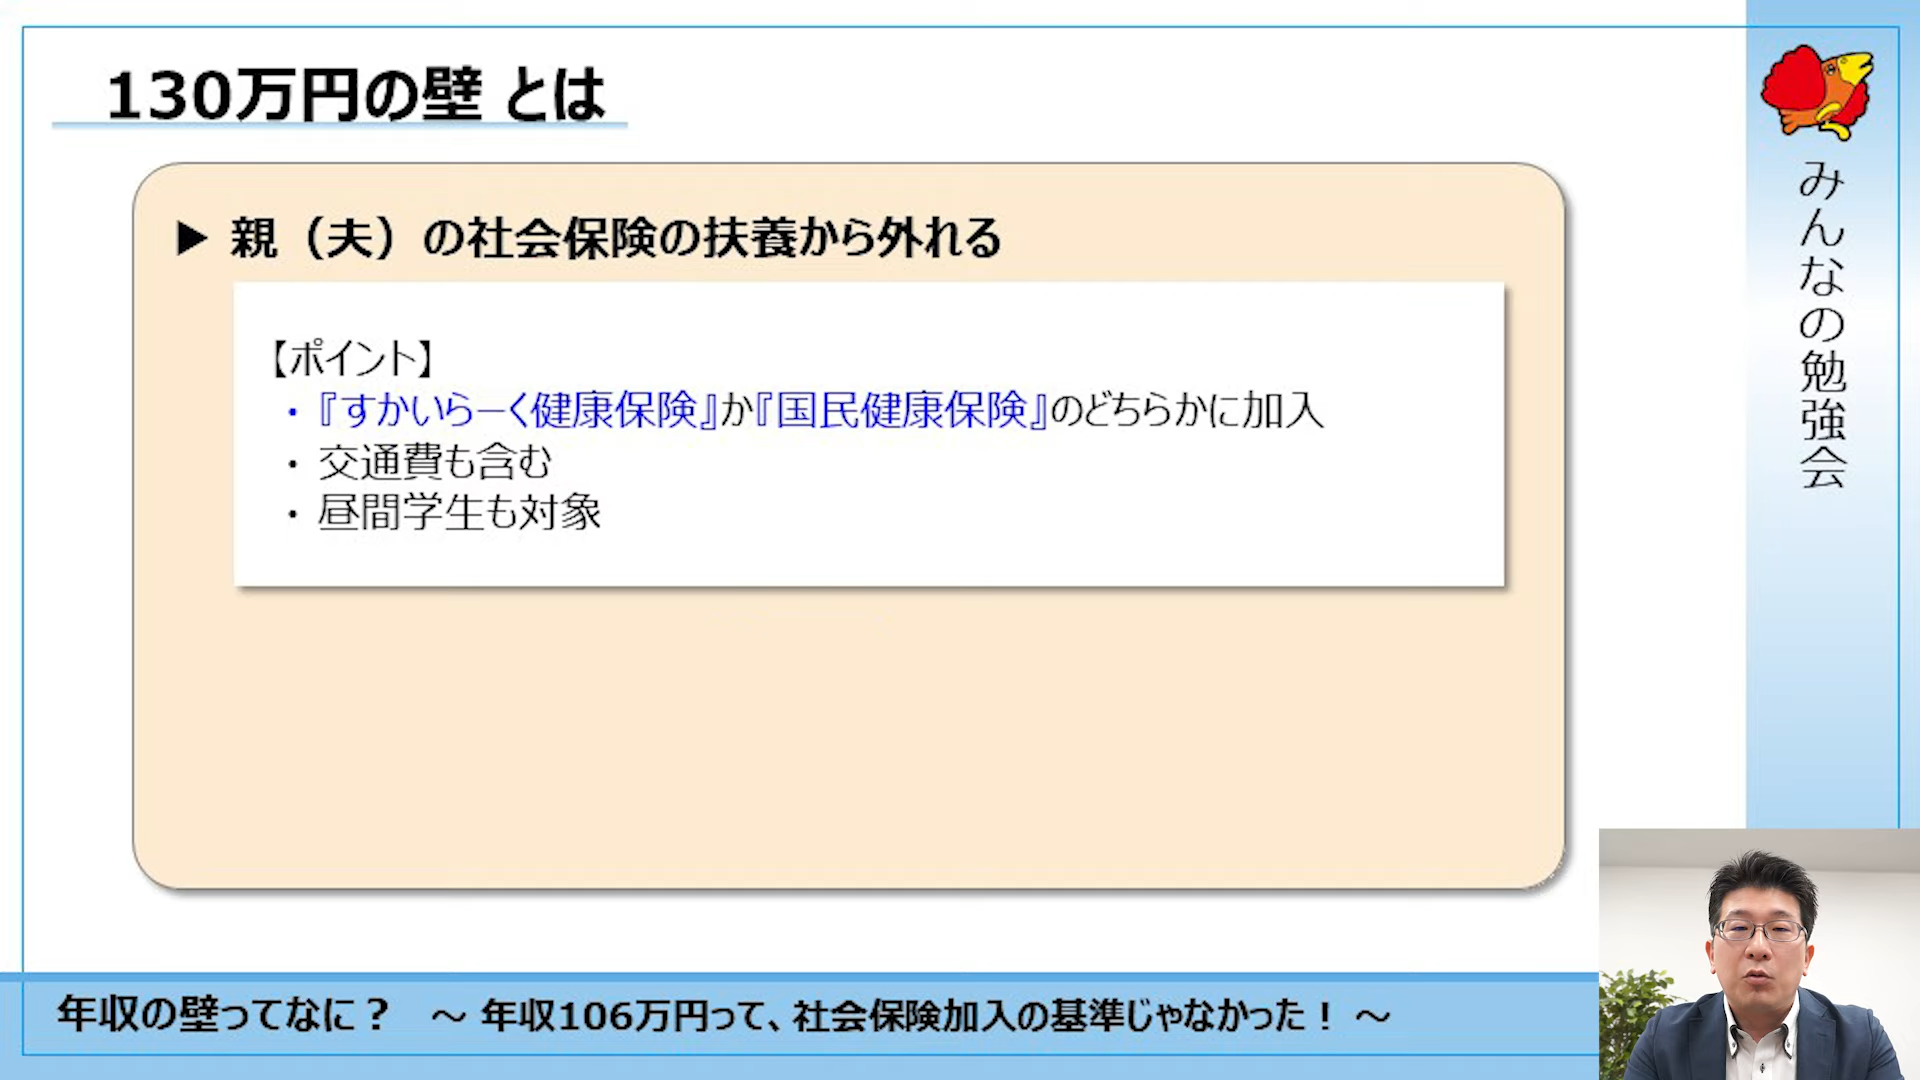 130万円の壁 とは
▶ 親（夫）の社会保険の扶養から外れる
【ポイント】
・『すかいらーく健康保険』か『国民健康保険』のどちらかに加入
・ 交通費も含む
・ 昼間学生も対象
みんなの勉強会
年収の壁ってなに？ ～ 年収106万円って、社会保険加入の基準じゃなかった！ ～